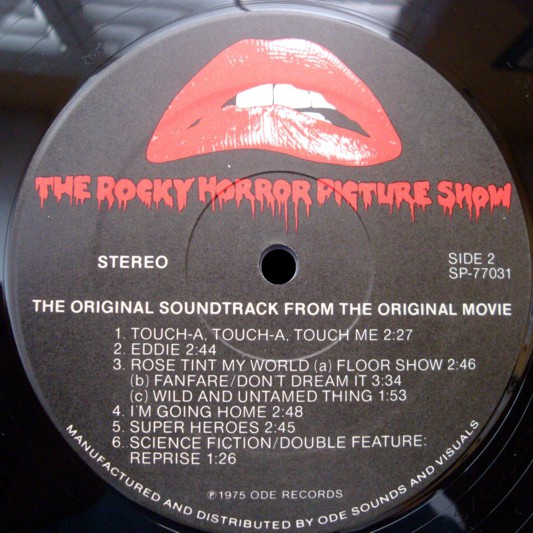 THE ROCKY HORROR PICTURE SHOW
STEREO
SIDE 2
SP-77031
THE ORIGINAL SOUNDTRACK FROM THE ORIGINAL MOVIE
1. TOUCH-A, TOUCH-A, TOUCH ME 2:27
2. EDDIE 2:44
3. ROSE TINT MY WORLD (a) FLOOR SHOW 2:46
(b) FANFARE/DON'T DREAM IT 3:34
(c) WILD AND UNTAMED THING 1:53
4. I'M GOING HOME 2:48
5. SUPER HEROES 2:45
6. SCIENCE FICTION/DOUBLE FEATURE:
REPRISE 1:26
℗1975 ODE RECORDS
MANUFACTURED AND DISTRIBUTED BY ODE SOUNDS AND VISUALS